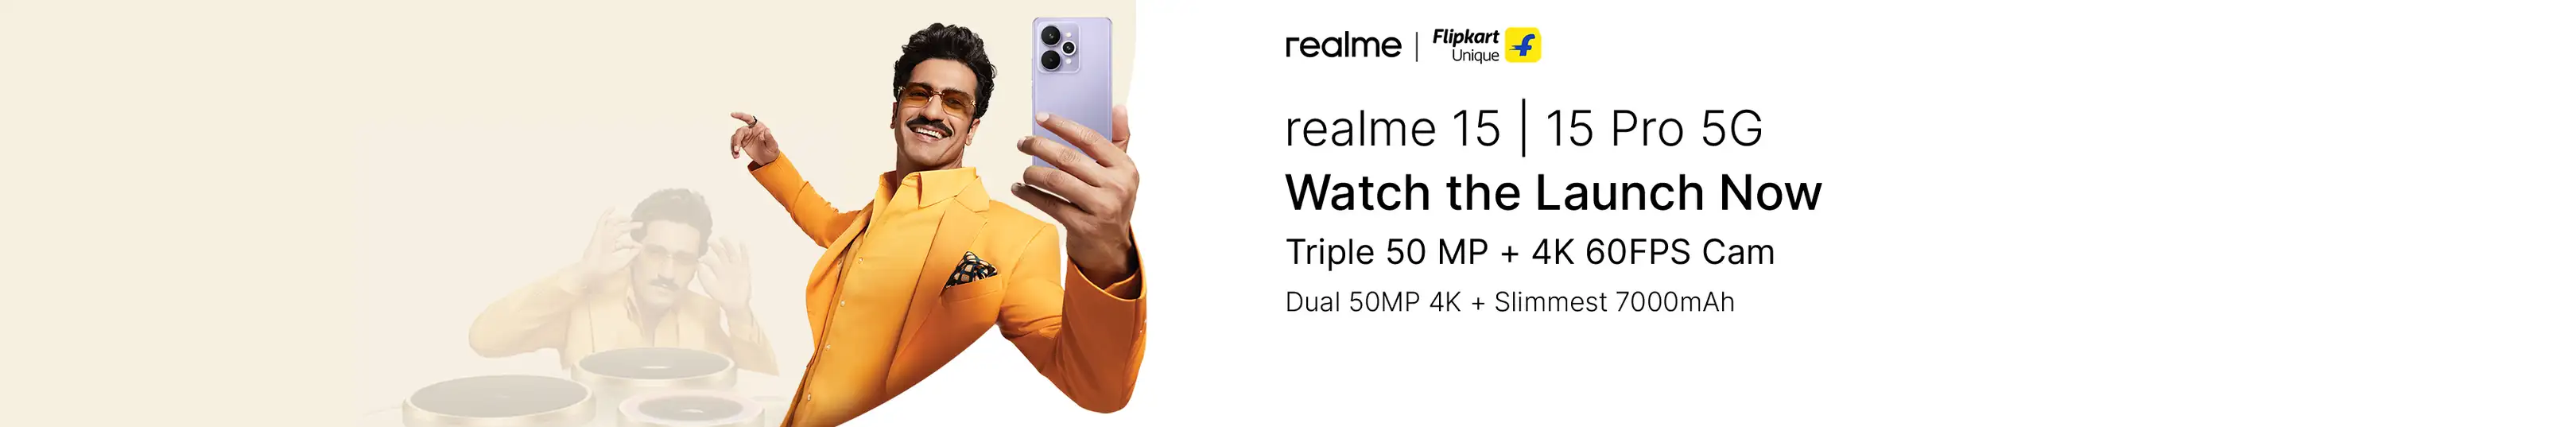 realme | Flipkart Unique
realme 15 | 15 Pro 5G
Watch the Launch Now
Triple 50 MP + 4K 60FPS Cam
Dual 50MP 4K + Slimmest 7000mAh